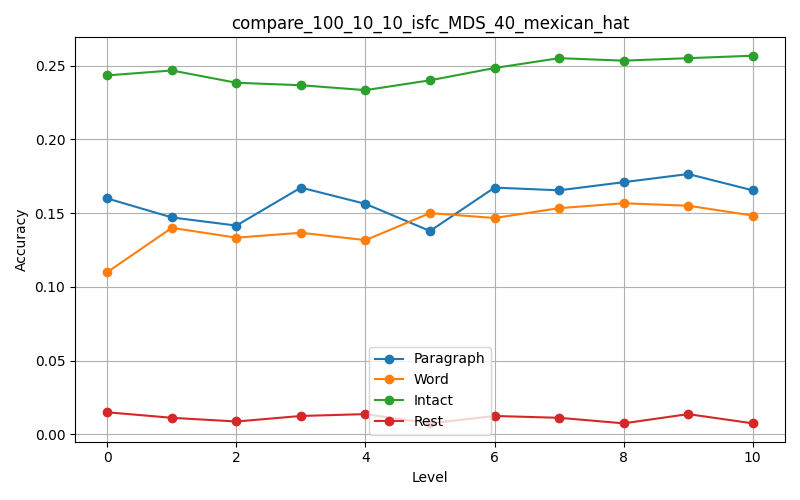 compare_100_10_10_isfc_MDS_40_mexican_hat
Accuracy
0.25
0.20
0.15
0.10
0.05
0.00
Paragraph
Word
Intact
Rest
0 2 4 6 8 10
Level